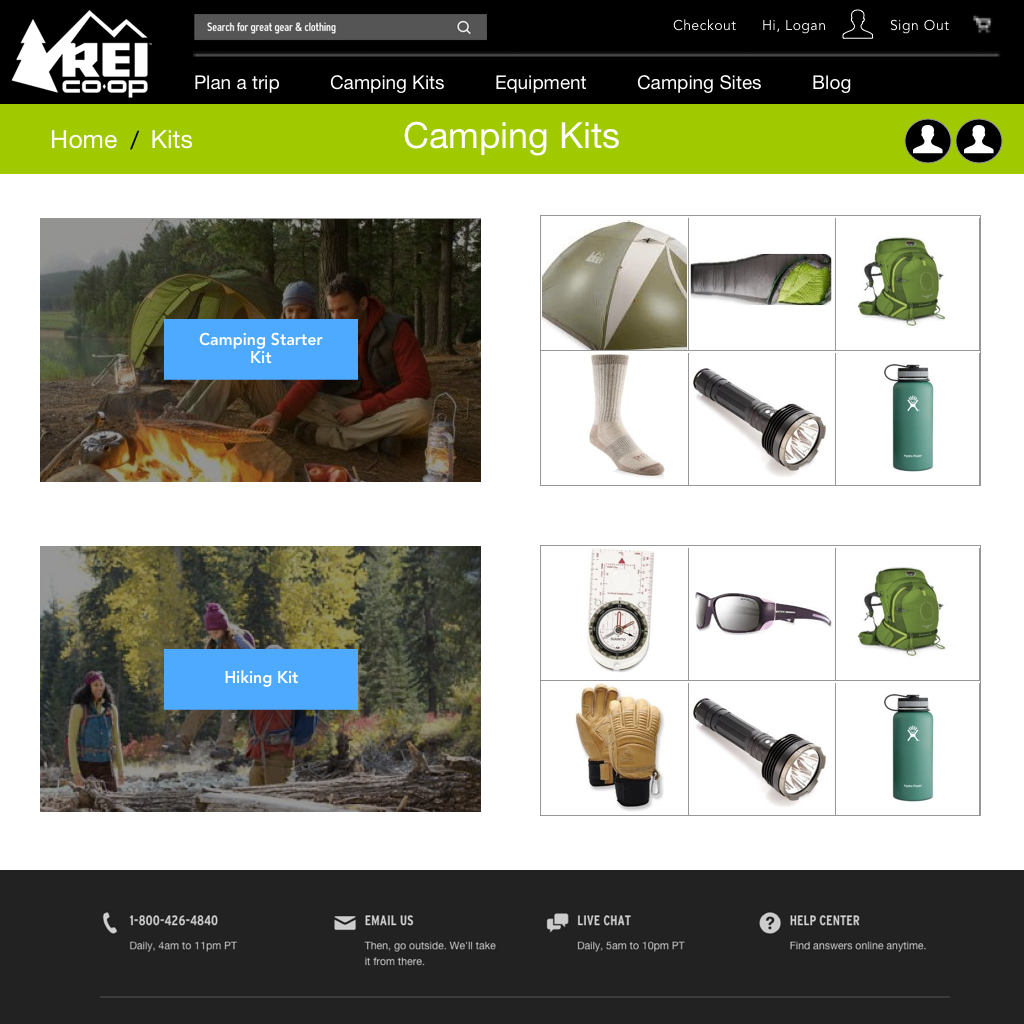 REI
co·op
Search for great gear & clothing
Checkout
Hi, Logan
Sign Out
Plan a trip
Camping Kits
Equipment
Camping Sites
Blog
Home / Kits
Camping Kits
Camping Starter
Kit
REI
Hiking Kit
SUUNTO
1-800-426-4840
Daily, 4am to 11pm PT
EMAIL US
Then, go outside. We'll take
it from there.
LIVE CHAT
Daily, 5am to 10pm PT
HELP CENTER
Find answers online anytime.